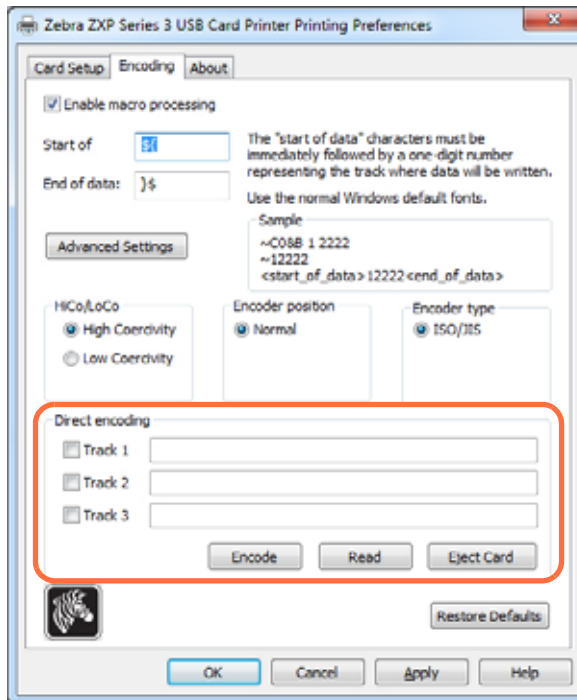 Zebra ZXP Series 3 USB Card Printer Printing Preferences
Card Setup Encoding About
Enable macro processing
Start of ${
The "start of data" characters must be
immediately followed by a one-digit number
representing the track where data will be written.
End of data: }$
Use the normal Windows default fonts.
Sample
Advanced Settings
~CO&B 1 2222
~12222
<start_of_data>12222<end_of_data>
HiCo/LoCo
High Coercivity
Low Coercivity
Encoder position
Normal
Encoder type
ISO/JIS
Direct encoding
Track 1
Track 2
Track 3
Encode Read Eject Card
Restore Defaults
OK Cancel Apply Help